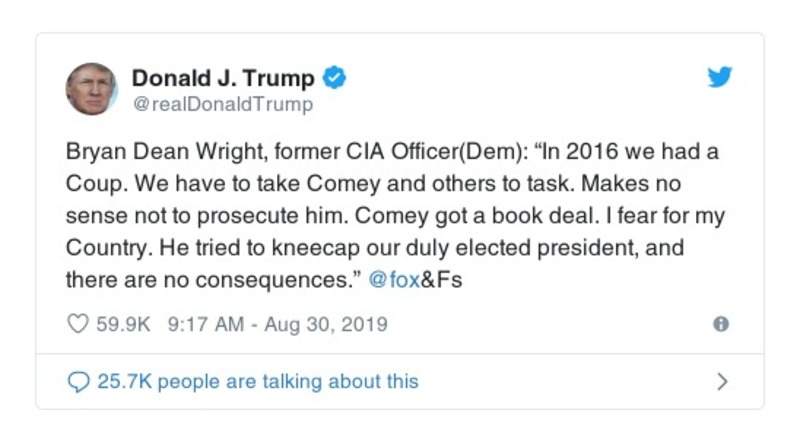 Donald J. Trump
@realDonaldTrump
Bryan Dean Wright, former CIA Officer(Dem): “In 2016 we had a
Coup. We have to take Comey and others to task. Makes no
sense not to prosecute him. Comey got a book deal. I fear for my
Country. He tried to kneecap our duly elected president, and
there are no consequences.” @fox&Fs
59.9K 9:17 AM - Aug 30, 2019
25.7K people are talking about this